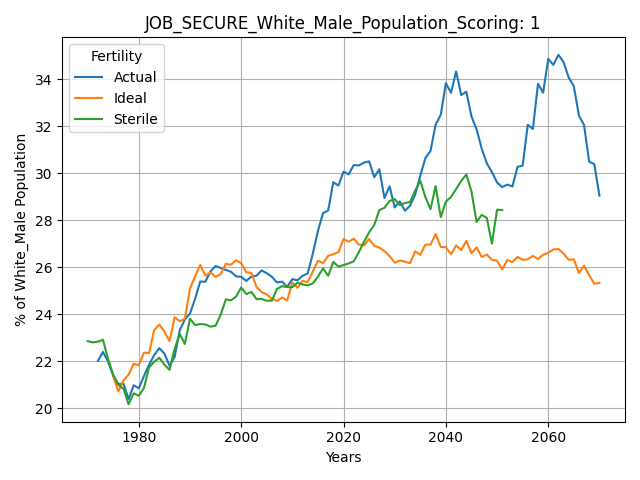 JOB_SECURE_White_Male_Population_Scoring: 1
% of White_Male Population
34
32
30
28
26
24
22
20
Fertility
Actual
Ideal
Sterile
1980
2000
2020
2040
2060
Years